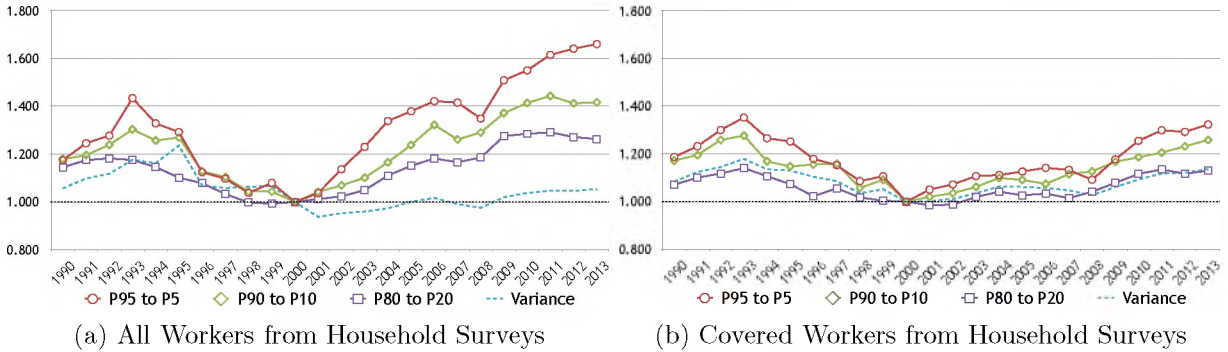 1.800
1.600
1.400
1.200
1.000
0.800
1990 1991 1992 1993 1994 1995 1996 1997 1998 1999 2000 2001 2002 2003 2004 2005 2006 2007 2008 2009 2010 2011 2012 2013
P95 to P5 P90 to P10 P80 to P20 Variance
(a) All Workers from Household Surveys
1.800
1.600
1.400
1.200
1.000
0.800
1990 1991 1992 1993 1994 1995 1996 1997 1998 1999 2000 2001 2002 2003 2004 2005 2006 2007 2008 2009 2010 2011 2012 2013
P95 to P5 P90 to P10 P80 to P20 Variance
(b) Covered Workers from Household Surveys